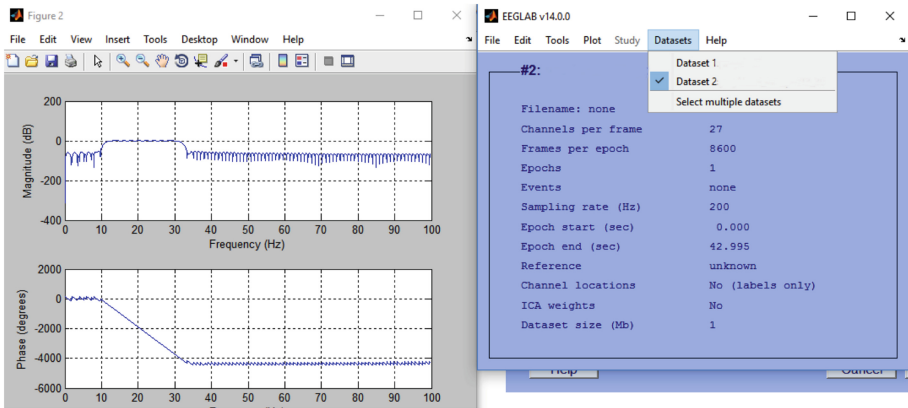 Figure 2
File Edit View Insert Tools Desktop Window Help
200
0
-200
-400
Magnitude (dB)
0 10 20 30 40 50 60 70 80 90 100
Frequency (Hz)
2000
0
-2000
-4000
-6000
Phase (degrees)
0 10 20 30 40 50 60 70 80 90 100
EEGLAB v14.0.0
File Edit Tools Plot Study Datasets Help
Dataset 1
Dataset 2
Select multiple datasets
#2:
Filename: none
Channels per frame 27
Frames per epoch 8600
Epochs 1
Events none
Sampling rate (Hz) 200
Epoch start (sec) 0.000
Epoch end (sec) 42.995
Reference unknown
Channel locations No (labels only)
ICA weights No
Dataset size (Mb) 1